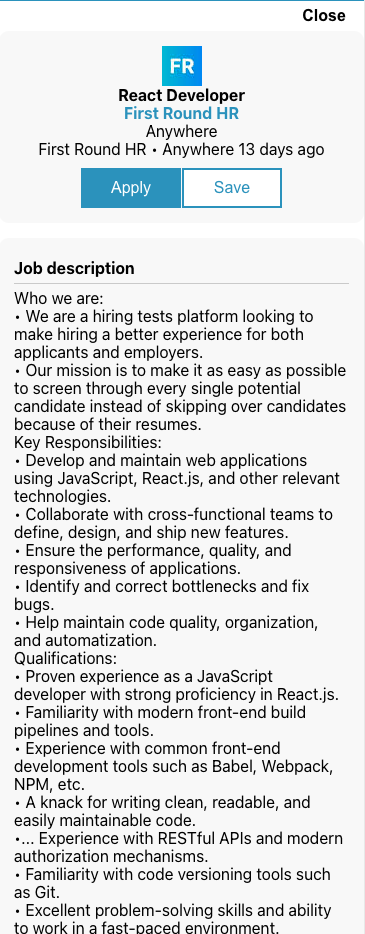 Close
FR
React Developer
First Round HR
Anywhere
First Round HR • Anywhere 13 days ago
Apply
Save
Job description
Who we are:
• We are a hiring tests platform looking to
make hiring a better experience for both
applicants and employers.
• Our mission is to make it as easy as possible
to screen through every single potential
candidate instead of skipping over candidates
because of their resumes.
Key Responsibilities:
• Develop and maintain web applications
using JavaScript, React.js, and other relevant
technologies.
• Collaborate with cross-functional teams to
define, design, and ship new features.
• Ensure the performance, quality, and
responsiveness of applications.
• Identify and correct bottlenecks and fix
bugs.
• Help maintain code quality, organization,
and automatization.
Qualifications:
• Proven experience as a JavaScript
developer with strong proficiency in React.js.
• Familiarity with modern front-end build
pipelines and tools.
• Experience with common front-end
development tools such as Babel, Webpack,
NPM, etc.
• A knack for writing clean, readable, and
easily maintainable code.
•... Experience with RESTful APIs and modern
authorization mechanisms.
• Familiarity with code versioning tools such
as Git.
• Excellent problem-solving skills and ability
to work in a fast-paced environment.